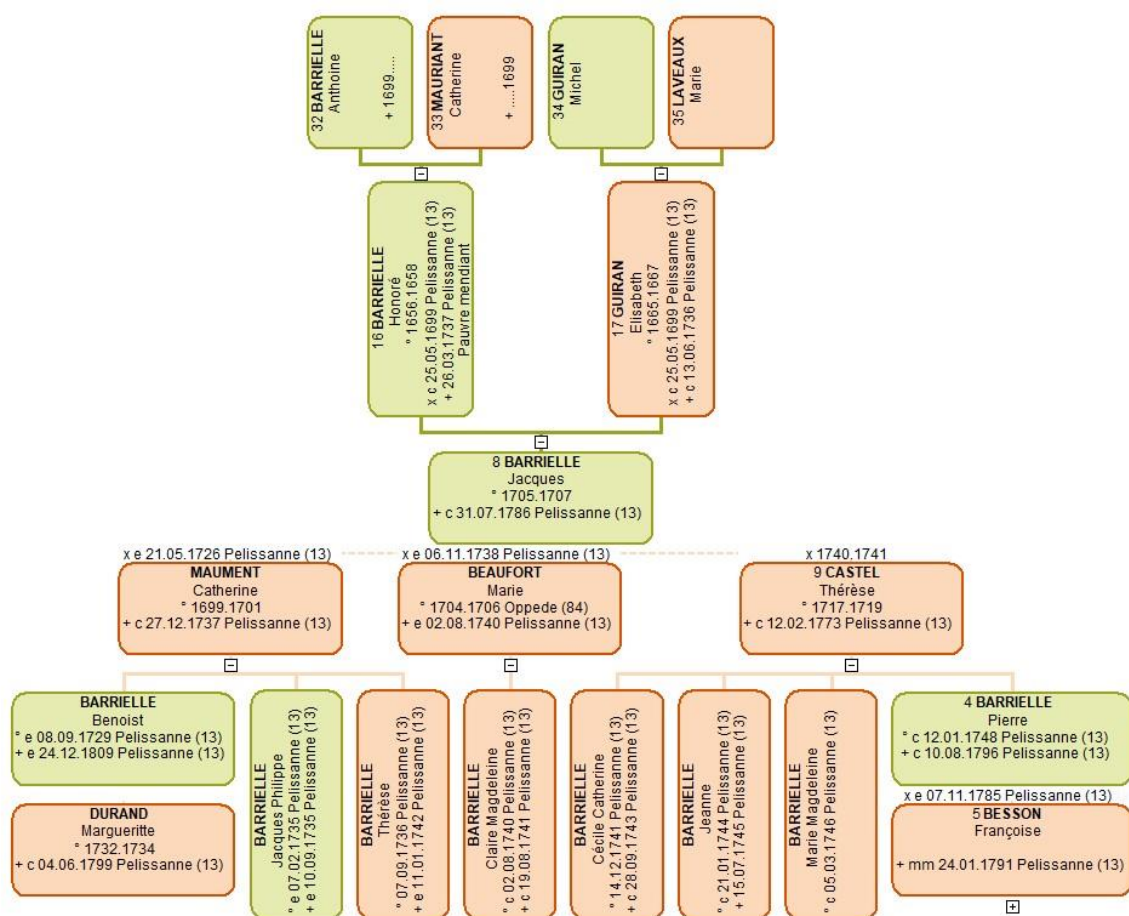 32 BARRIELLE
Anthoine
+ 1699.....
33 MAURIANT
Catherine
+ .....1699
34 GUIRAN
Michel
35 LAVEAUX
Marie
16 BARRIELLE
Honoré
° 1656.1658
x c 25.05.1699 Pelissanne (13)
+ 26.03.1737 Pelissanne (13)
Pauvre mendiant
17 GUIRAN
Elisabeth
° 1665.1667
x c 25.05.1699 Pelissanne (13)
+ c 13.06.1736 Pelissanne (13)
8 BARRIELLE
Jacques
° 1705.1707
+ c 31.07.1786 Pelissanne (13)
x e 21.05.1726 Pelissanne (13)
MAUMENT
Catherine
° 1699.1701
+ c 27.12.1737 Pelissanne (13)
x e 06.11.1738 Pelissanne (13)
BEAUFORT
Marie
° 1704.1706 Oppede (84)
+ e 02.08.1740 Pelissanne (13)
x 1740.1741
9 CASTEL
Thérèse
° 1717.1719
+ c 12.02.1773 Pelissanne (13)
BARRIELLE
Benoist
° e 08.09.1729 Pelissanne (13)
+ e 24.12.1809 Pelissanne (13)
DURAND
Margueritte
° 1732.1734
+ c 04.06.1799 Pelissanne (13)
BARRIELLE
Jacques Philippe
° e 07.02.1735 Pelissanne (13)
+ e 10.09.1735 Pelissanne (13)
BARRIELLE
Thérèse
° 07.09.1736 Pelissanne (13)
+ e 11.01.1742 Pelissanne (13)
BARRIELLE
Claire Magdeleine
° c 02.08.1740 Pelissanne (13)
+ c 19.08.1741 Pelissanne (13)
BARRIELLE
Cécile Catherine
° 14.12.1741 Pelissanne (13)
+ c 28.09.1743 Pelissanne (13)
BARRIELLE
Jeanne
° c 21.01.1744 Pelissanne (13)
+ 15.07.1745 Pelissanne (13)
BARRIELLE
Marie Magdeleine
° c 05.03.1746 Pelissanne (13)
4 BARRIELLE
Pierre
° c 12.01.1748 Pelissanne (13)
+ c 10.08.1796 Pelissanne (13)
x e 07.11.1785 Pelissanne (13)
5 BESSON
Françoise
+ mm 24.01.1791 Pelissanne (13)